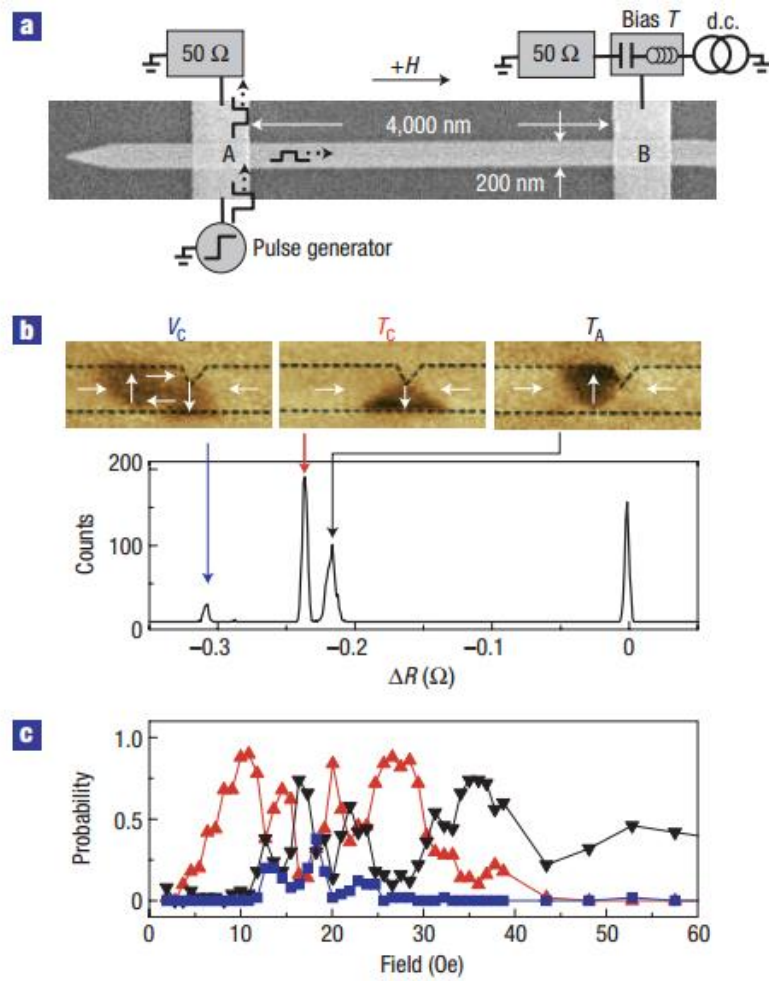 a
50 Ω
+H
50 Ω
Bias T
d.c.
4,000 nm
A
B
200 nm
Pulse generator
b
V_C
T_C
T_A
200
100
0
Counts
−0.3
−0.2
−0.1
0
ΔR (Ω)
c
1.0
0.5
0
Probability
0
10
20
30
40
50
60
Field (Oe)